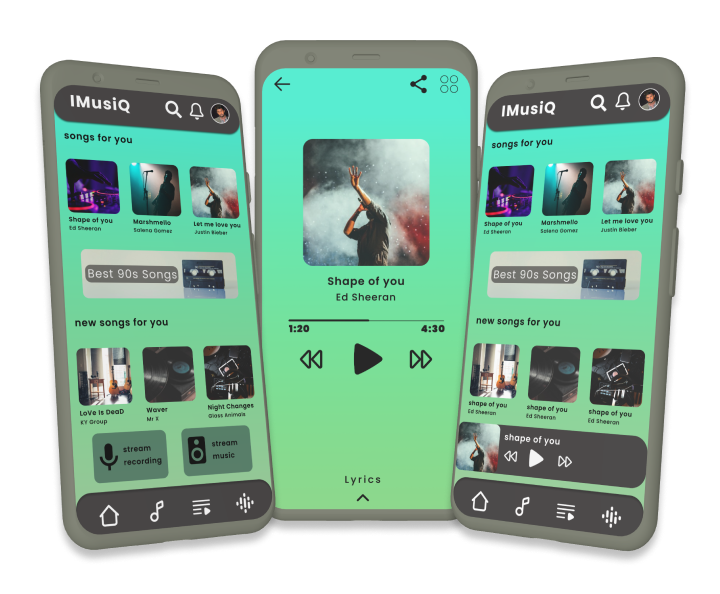 IMusiQ
songs for you
Shape of you
Ed Sheeran
Marshmello
Salena Gomez
Let me love you
Justin Bieber
Best 90s Songs
new songs for you
LoVe Is DeaD
KY Group
Waver
Mr X
Night Changes
Glass Animals
stream
recording
stream
music
Shape of you
Ed Sheeran
1:20
4:30
Lyrics
IMusiQ
songs for you
Shape of you
Ed Sheeran
Marshmello
Salena Gomez
Let me love you
Justin Bieber
Best 90s Songs
new songs for you
shape of you
Ed Sheeran
shape of you
Ed Sheeran
shape of you
Ed Sheeran
shape of you